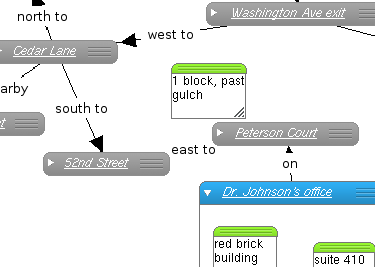 north to
Washington Ave exit
west to
Cedar Lane
1 block, past
gulch
arby
south to
t
Peterson Court
52nd Street
east to
on
Dr. Johnson's office
red brick
building
suite 410